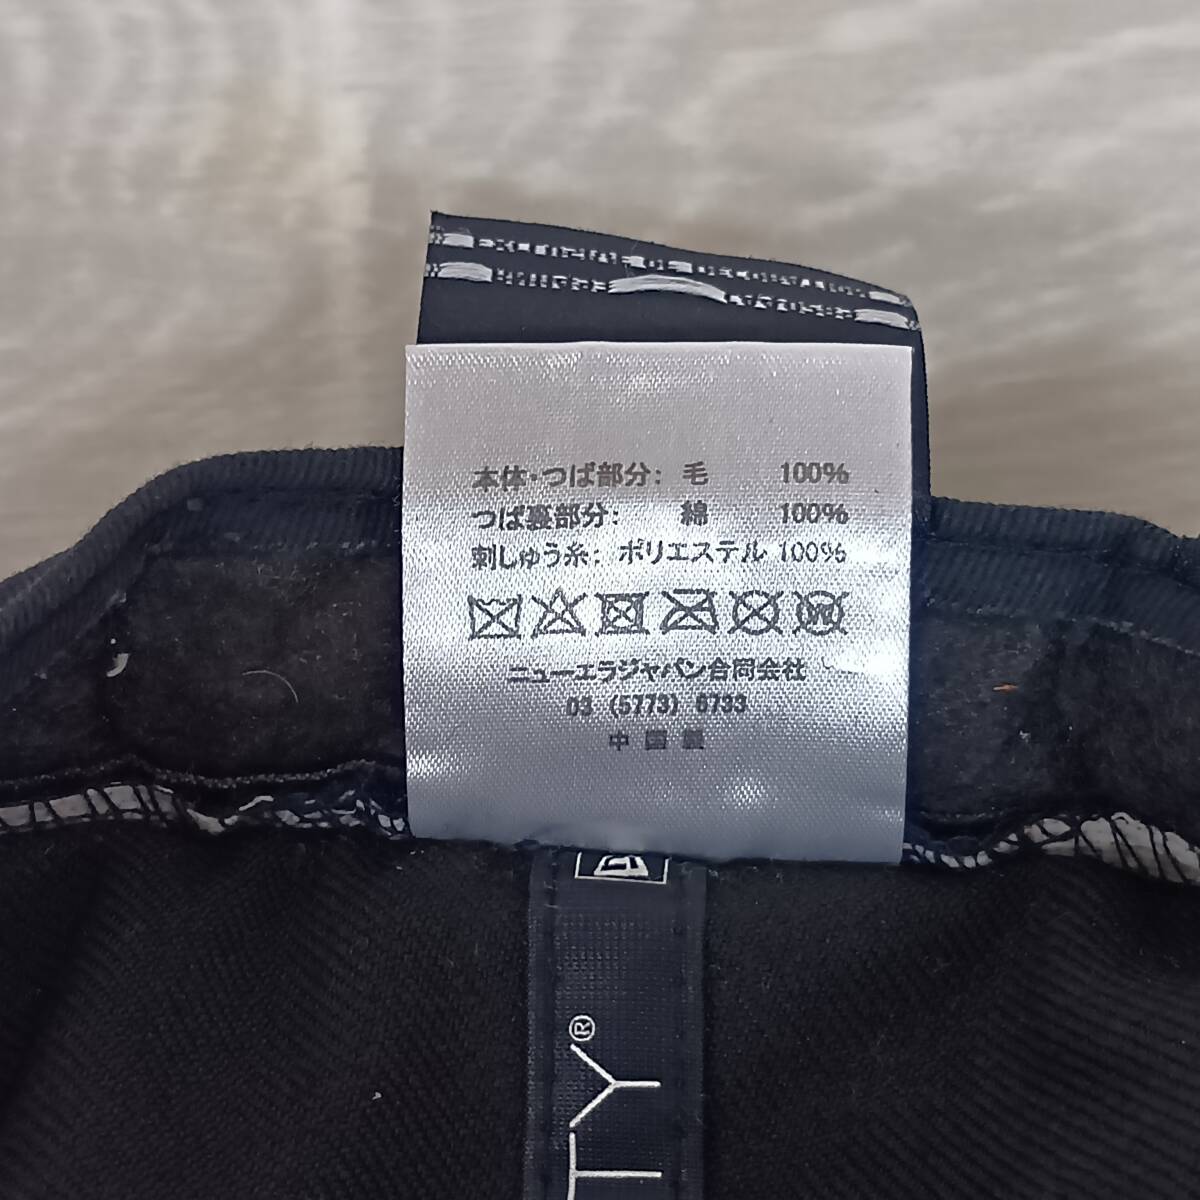 本体・つば部分: 毛 100%
つば裏部分: 綿 100%
刺しゅう糸: ポリエステル 100%
W
ニューエラジャパン合同会社
03 (5773) 6733
中国製
TY®